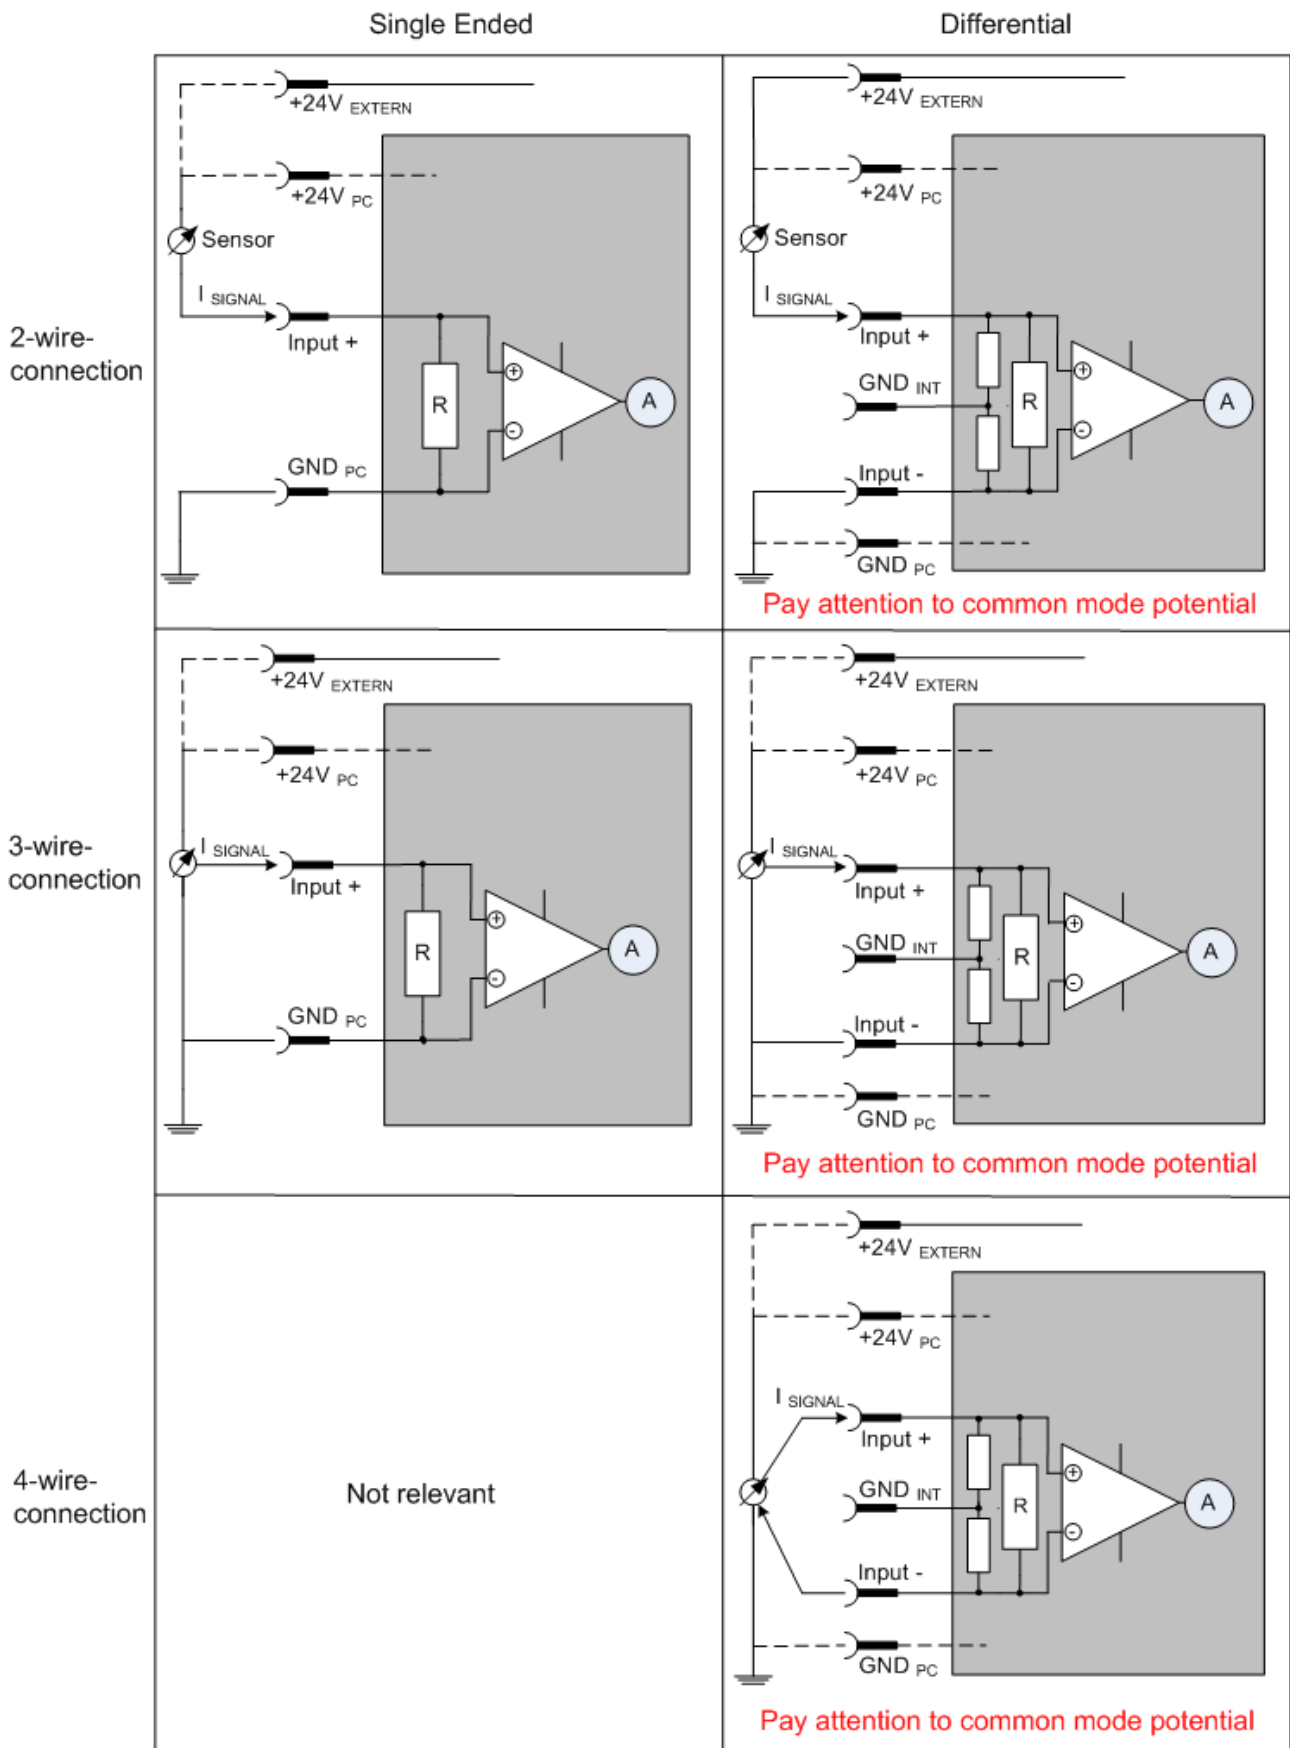 Single Ended
Differential
2-wire-
connection
+24V EXTERN
+24V PC
Sensor
I SIGNAL
Input +
R
A
GND PC
+24V EXTERN
+24V PC
Sensor
I SIGNAL
Input +
GND INT
R
A
Input -
GND PC
Pay attention to common mode potential
3-wire-
connection
+24V EXTERN
+24V PC
I SIGNAL
Input +
R
A
GND PC
+24V EXTERN
+24V PC
I SIGNAL
Input +
GND INT
R
A
Input -
GND PC
Pay attention to common mode potential
4-wire-
connection
Not relevant
+24V EXTERN
+24V PC
I SIGNAL
Input +
GND INT
R
A
Input -
GND PC
Pay attention to common mode potential